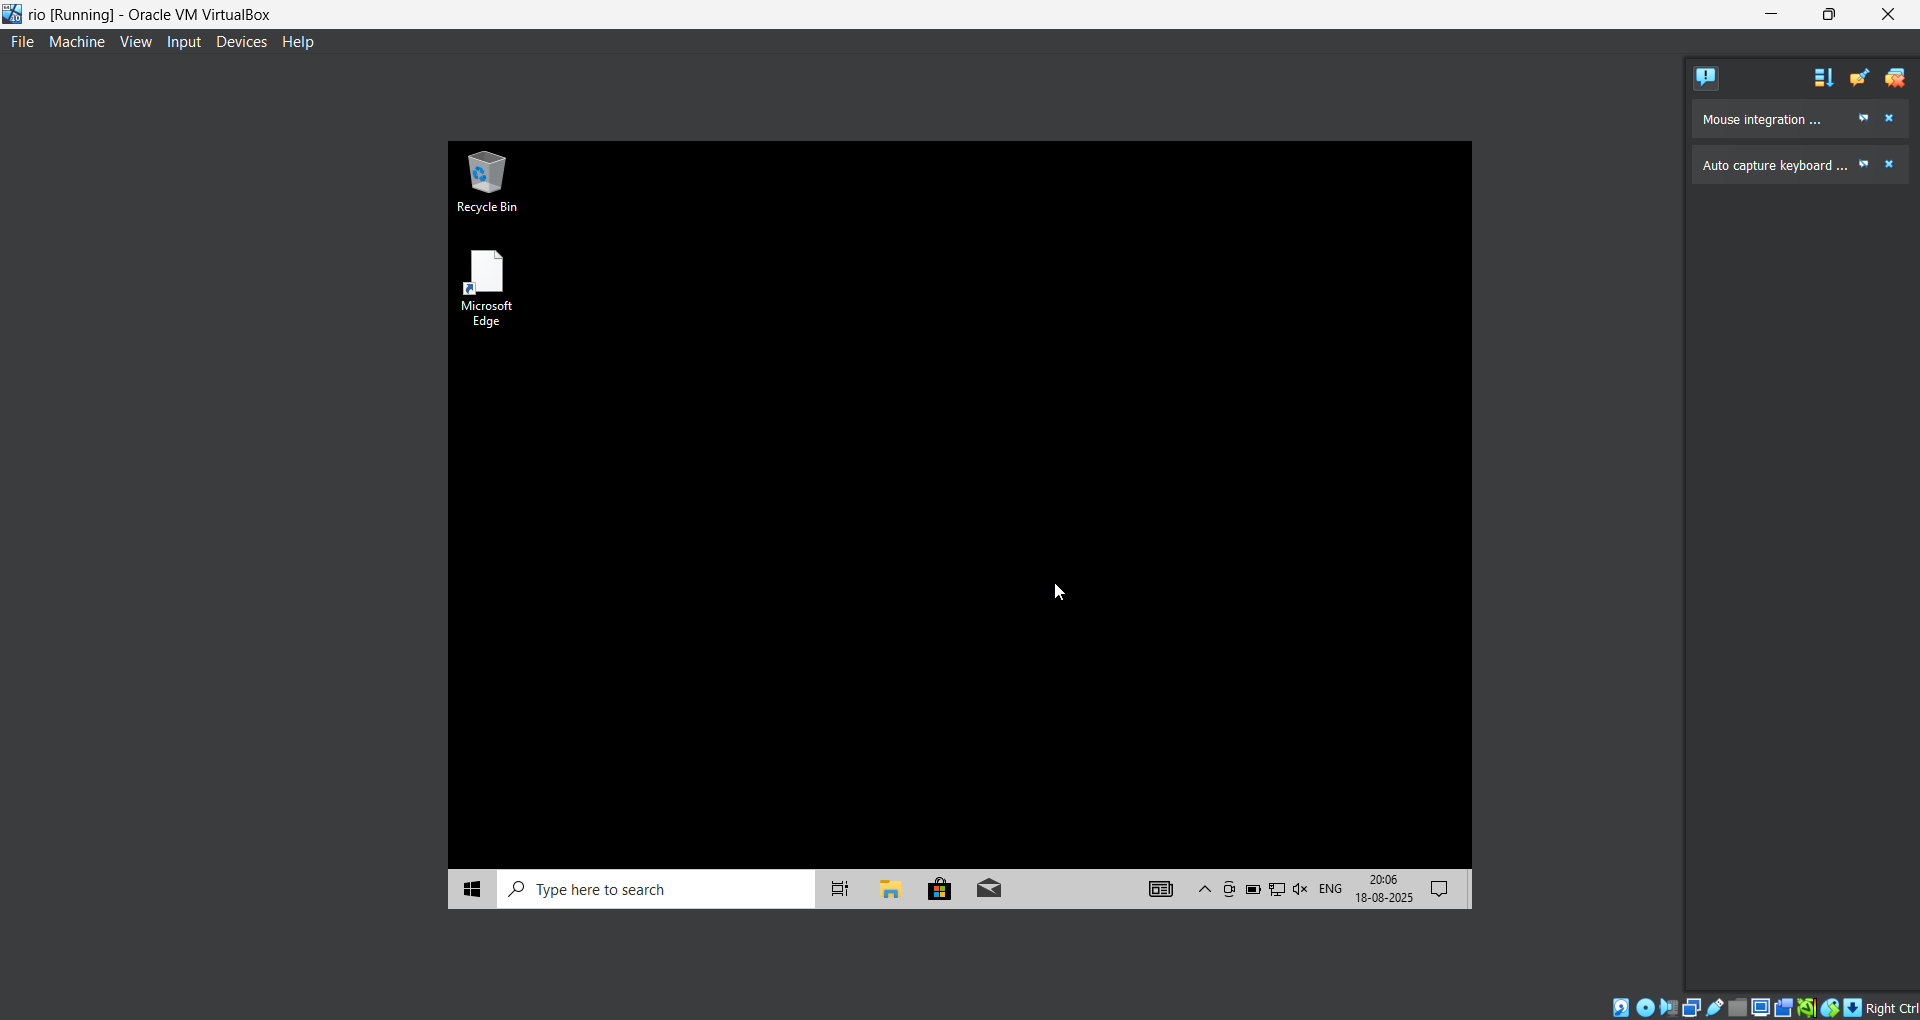 rio [Running] - Oracle VM VirtualBox
File Machine View Input Devices Help
Mouse integration ...
Auto capture keyboard ...
Recycle Bin
Microsoft
Edge
Type here to search
ENG
20:06
18-08-2025
Right Ctrl